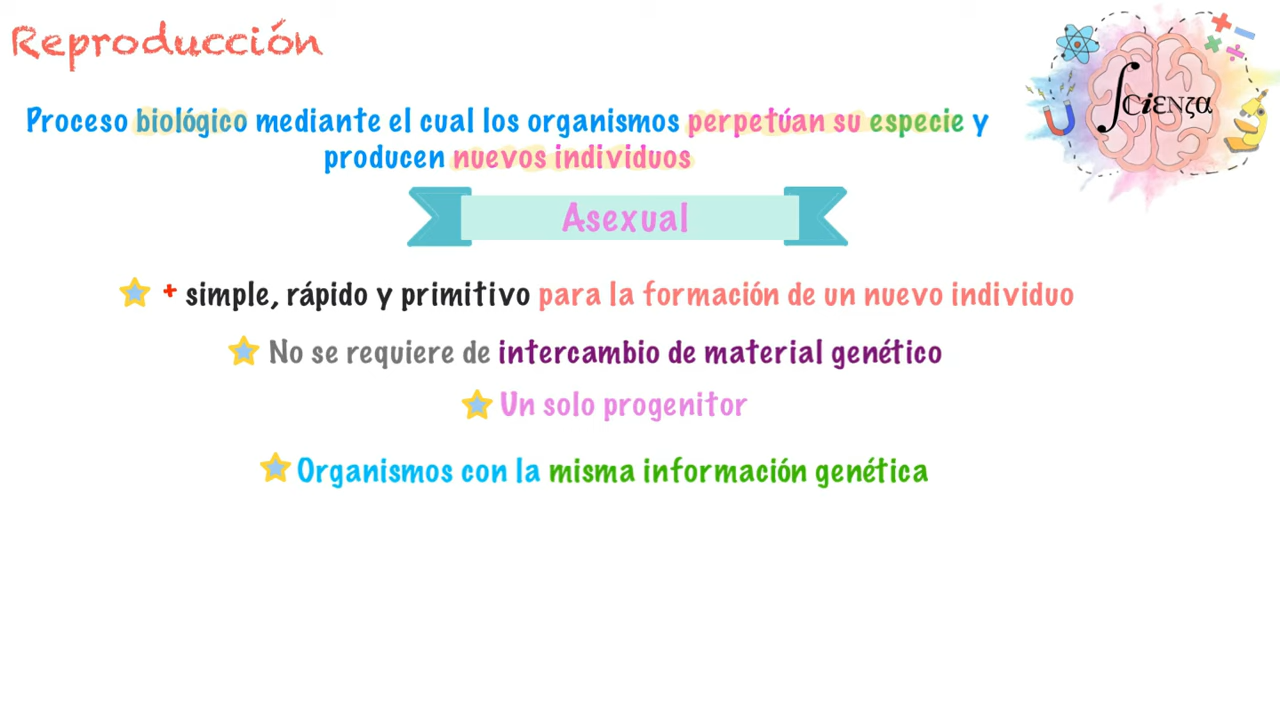 Reproducción
Proceso biológico mediante el cual los organismos perpetúan su especie y
producen nuevos individuos
Asexual
+ simple, rápido y primitivo para la formación de un nuevo individuo
No se requiere de intercambio de material genético
Un solo progenitor
Organismos con la misma información genética